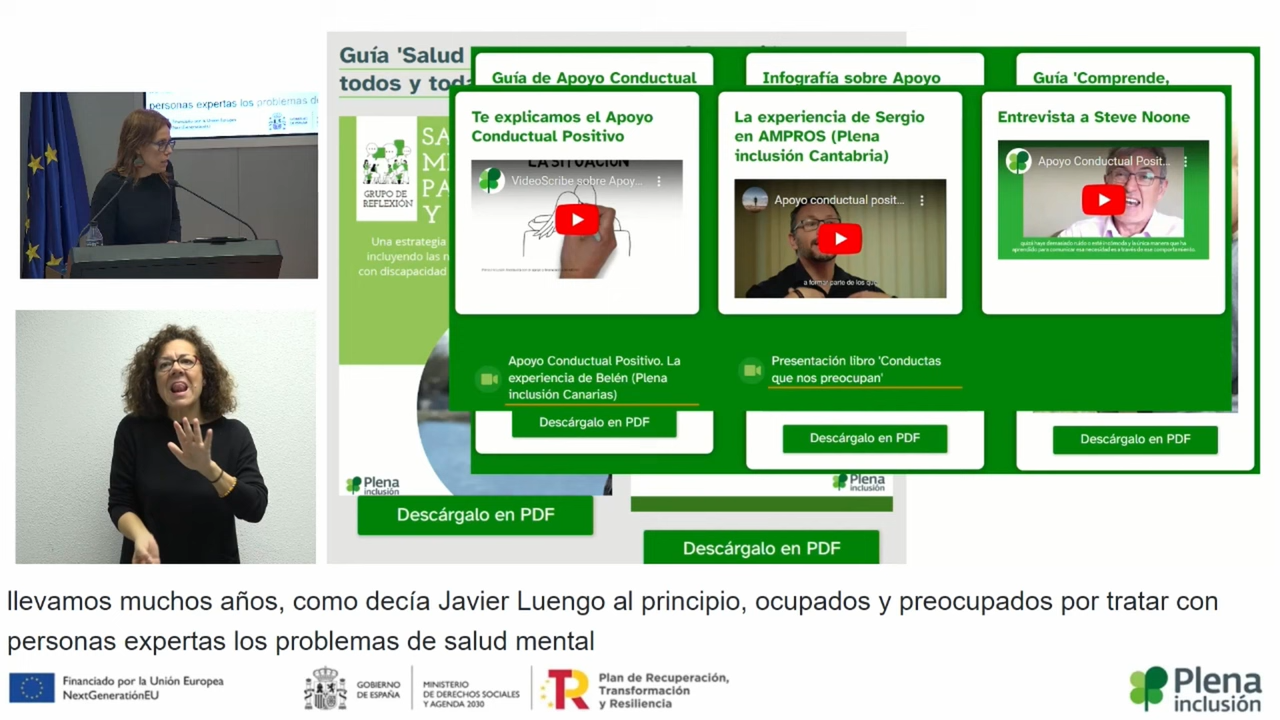 personas expertas los problemas d
Guía 'Salud
todos y toda
SA
GRUPO DE
REFLEXIÓN
PA
Y
Una estrategia
incluyendo las n
con discapacidad
Plena
inclusión
Descárgalo en PDF
Plena
inclusión
Descárgalo en PDF
Guía de Apoyo Conductual
Infografía sobre Apoyo
Guía 'Comprende,
Te explicamos el Apoyo
Conductual Positivo
LA SITUACIÓN
VideoScribe sobre Apoy...
La experiencia de Sergio
en AMPROS (Plena
inclusión Cantabria)
Apoyo conductual posit...
a formar parte de los que
Entrevista a Steve Noone
Apoyo Conductual Posit...
Apoyo Conductual Positivo. La
experiencia de Belén (Plena
inclusión Canarias)
Presentación libro 'Conductas
que nos preocupan'
Descárgalo en PDF
Descárgalo en PDF
Descárgalo en PDF
llevamos muchos años, como decía Javier Luengo al principio, ocupados y preocupados por tratar con
personas expertas los problemas de salud mental
Financiado por la Unión Europea
NextGenerationEU
GOBIERNO
DE ESPAÑA
MINISTERIO
DE DERECHOS SOCIALES
Y AGENDA 2030
Plan de Recuperación,
Transformación
y Resiliencia
Plena
inclusión